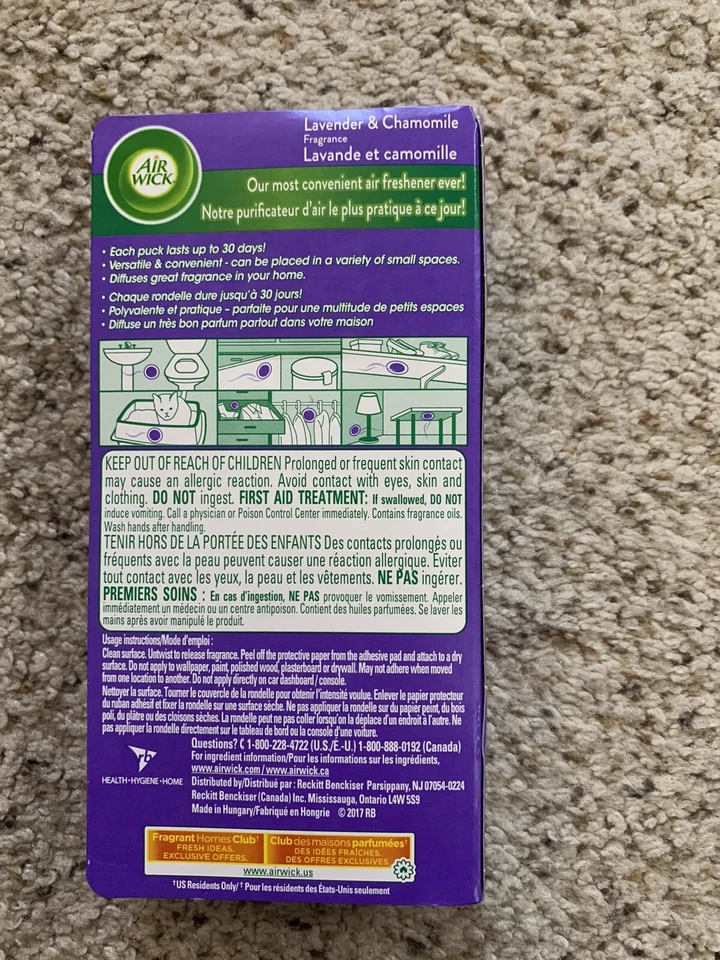 AIR
WICK
Lavender & Chamomile
Fragrance
Lavande et camomille
Our most convenient air freshener ever!
Notre purificateur d'air le plus pratique à ce jour!
• Each puck lasts up to 30 days!
• Versatile & convenient - can be placed in a variety of small spaces.
• Diffuses great fragrance in your home.
• Chaque rondelle dure jusqu'à 30 jours!
• Polyvalente et pratique – parfaite pour une multitude de petits espaces
• Diffuse un très bon parfum partout dans votre maison
KEEP OUT OF REACH OF CHILDREN Prolonged or frequent skin contact
may cause an allergic reaction. Avoid contact with eyes, skin and
clothing. DO NOT ingest. FIRST AID TREATMENT: If swallowed, DO NOT
induce vomiting. Call a physician or Poison Control Center immediately. Contains fragrance oils.
Wash hands after handling.
TENIR HORS DE LA PORTÉE DES ENFANTS Des contacts prolongés ou
fréquents avec la peau peuvent causer une réaction allergique. Éviter
tout contact avec les yeux, la peau et les vêtements. NE PAS ingérer.
PREMIERS SOINS : En cas d'ingestion, NE PAS provoquer le vomissement. Appeler
immédiatement un médecin ou un centre antipoison. Contient des huiles parfumées. Se laver les
mains après avoir manipulé le produit.
Usage instructions/Mode d'emploi :
Clean surface. Untwist to release fragrance. Peel off the protective paper from the adhesive pad and attach to a dry
surface. Do not apply to wallpaper, paint, polished wood, plasterboard or drywall. May not adhere when moved
from one location to another. Do not apply directly on car dashboard / console.
Nettoyer la surface. Tourner le couvercle de la rondelle pour obtenir l'intensité voulue. Enlever le papier protecteur
du ruban adhésif et fixer la rondelle sur une surface sèche. Ne pas appliquer la rondelle sur du papier peint, du bois
poli, du plâtre ou des cloisons sèches. La rondelle peut ne pas coller lorsqu'on la déplace d'un endroit à l'autre. Ne
pas appliquer la rondelle directement sur le tableau de bord ou la console d'une voiture.
rb
HEALTH • HYGIENE • HOME
Questions? 1-800-228-4722 (U.S./É.-U.) 1-800-888-0192 (Canada)
For ingredient information/Pour les informations sur les ingrédients,
www.airwick.com / www.airwick.ca
Distributed by/Distribué par : Reckitt Benckiser Parsippany, NJ 07054-0224
Reckitt Benckiser (Canada) Inc. Mississauga, Ontario L4W 5S9
Made in Hungary/Fabriqué en Hongrie © 2017 RB
Fragrant Homes Club†
FRESH IDEAS.
EXCLUSIVE OFFERS.
Club des maisons parfumées†
DES IDÉES FRAÎCHES.
DES OFFRES EXCLUSIVES.
www.airwick.us
†US Residents Only/ † Pour les résidents des États-Unis seulement